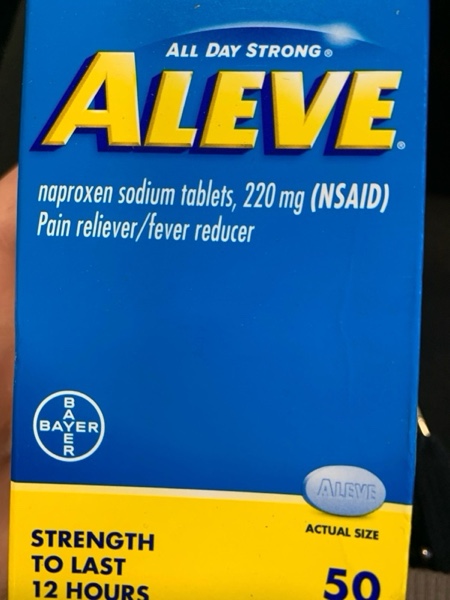 ALL DAY STRONG®
ALEVE®
naproxen sodium tablets, 220 mg (NSAID)
Pain reliever/fever reducer
BAYER
BAYER
ALEVE
ACTUAL SIZE
STRENGTH
TO LAST
12 HOURS
50